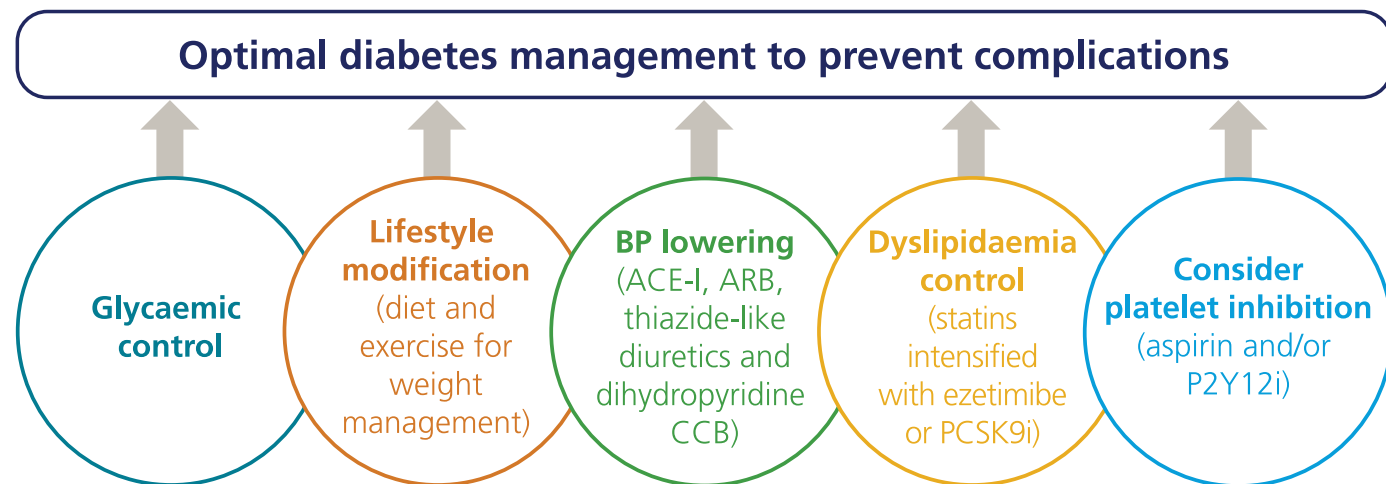 Optimal diabetes management to prevent complications
Glycaemic
control
Lifestyle
modification
(diet and
exercise for
weight
management)
BP lowering
(ACE-I, ARB,
thiazide-like
diuretics and
dihydropyridine
CCB)
Dyslipidaemia
control
(statins
intensified
with ezetimibe
or PCSK9i)
Consider
platelet inhibition
(aspirin and/or
P2Y12i)